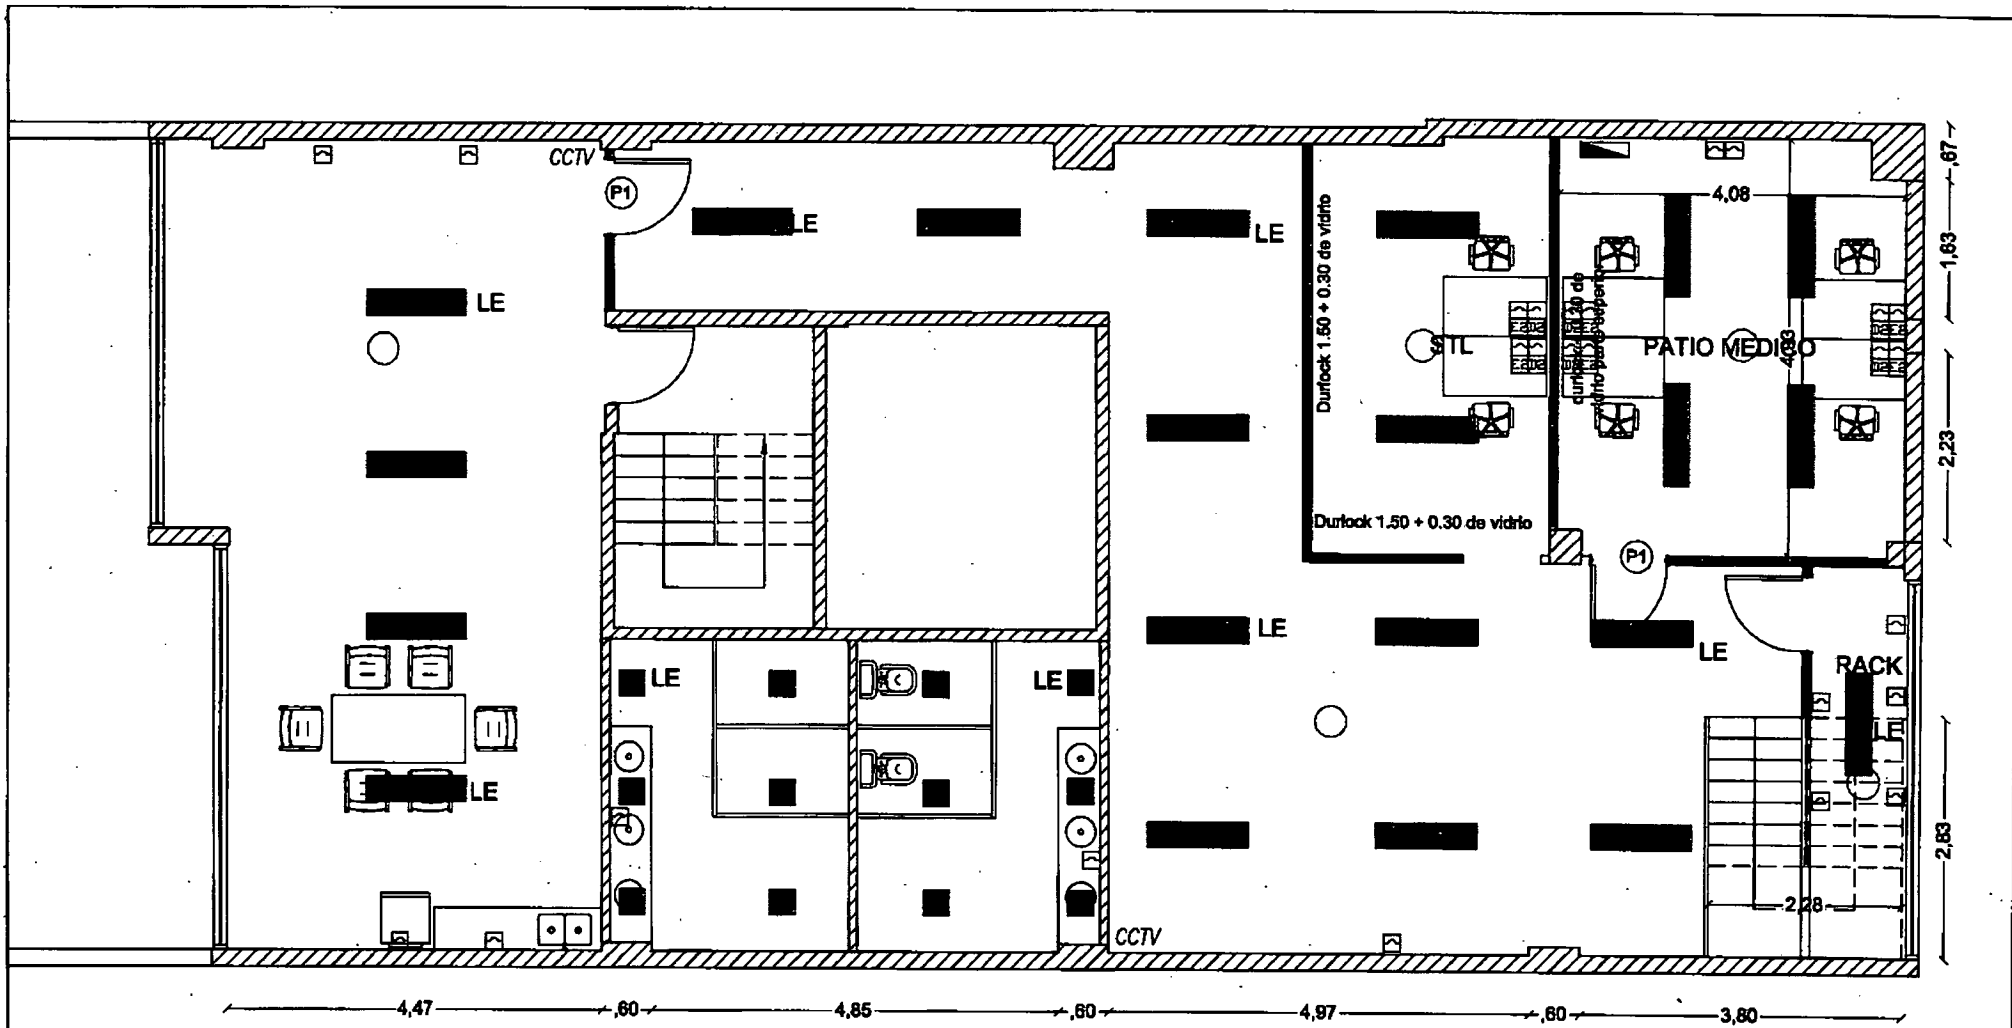 CCTV
P1
LE
LE
LE
Durlock 1.50 + 0.30 de vidrio
4,08
,67
1,63
PATIO MEDICO
4,93
2,23
Durlock 1.50 + 0.30 de vidrio
P1
LE
LE
LE
LE
RACK
LE
LE
2,28
2,83
CCTV
4,47
,60
4,85
,60
4,97
,60
3,80